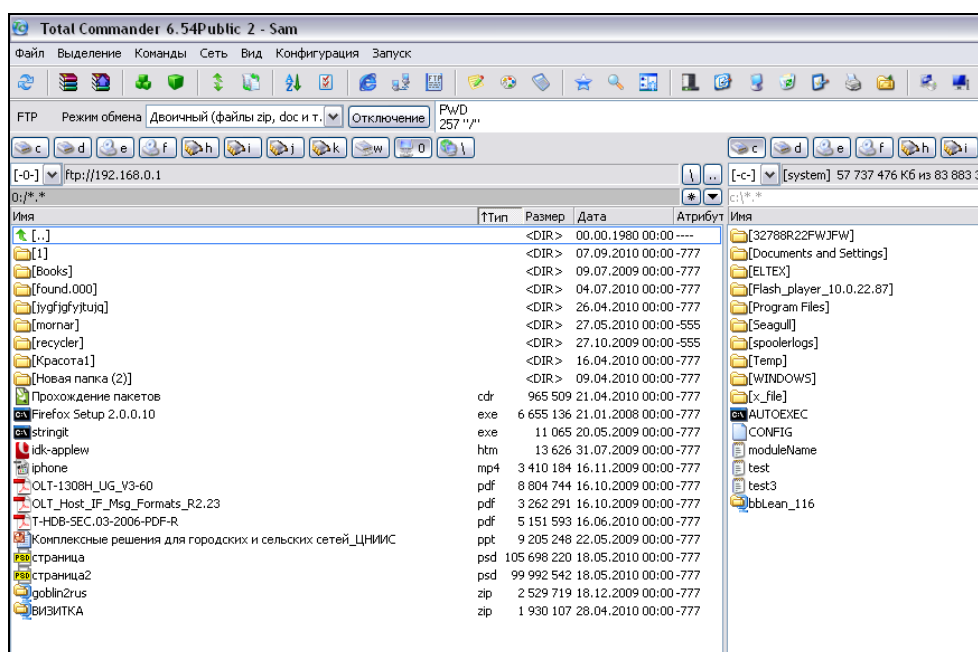 Total Commander 6.54Public 2 - Sam
Файл Выделение Команды Сеть Вид Конфигурация Запуск
FTP Режим обмена Двоичный (файлы zip, doc и т. Отключение PWD
257 "/"
c d e f h i j k w 0 \ c d e f h i
[-0-] ftp://192.168.0.1 \ .. [-c-] [system] 57 737 476 Кб из 83 883
0:/*.* * c:\*.*
Имя ↑Тип Размер Дата Атрибут Имя
[..] <DIR> 00.00.1980 00:00 ---- [32788R22FWJFW]
[1] <DIR> 07.09.2010 00:00 -777 [Documents and Settings]
[Books] <DIR> 09.07.2009 00:00 -777 [ELTEX]
[found.000] <DIR> 04.07.2010 00:00 -777 [Flash_player_10.0.22.87]
[jygfjgfyjtujq] <DIR> 26.04.2010 00:00 -777 [Program Files]
[mornar] <DIR> 27.05.2010 00:00 -555 [Seagull]
[recycler] <DIR> 27.10.2009 00:00 -555 [spoolerlogs]
[Красота1] <DIR> 16.04.2010 00:00 -777 [Temp]
[Новая папка (2)] <DIR> 09.04.2010 00:00 -777 [WINDOWS]
Прохождение пакетов cdr 965 509 21.04.2010 00:00 -777 [x_file]
Firefox Setup 2.0.0.10 exe 6 655 136 21.01.2008 00:00 -777 AUTOEXEC
stringit exe 11 065 20.05.2009 00:00 -777 CONFIG
idk-applew htm 13 626 31.07.2009 00:00 -777 moduleName
iphone mp4 3 410 184 16.11.2009 00:00 -777 test
OLT-1308H_UG_V3-60 pdf 8 804 744 16.10.2009 00:00 -777 test3
OLT_Host_IF_Msg_Formats_R2.23 pdf 3 262 291 16.10.2009 00:00 -777 bbLean_116
T-HDB-SEC.03-2006-PDF-R pdf 5 151 593 16.06.2010 00:00 -777
Комплексные решения для городских и сельских сетей_ЦНИИС ppt 9 205 248 22.05.2009 00:00 -777
страница psd 105 698 220 18.05.2010 00:00 -777
страница2 psd 99 992 542 18.05.2010 00:00 -777
goblin2rus zip 2 529 719 18.12.2009 00:00 -777
ВИЗИТКА zip 1 930 107 28.04.2010 00:00 -777